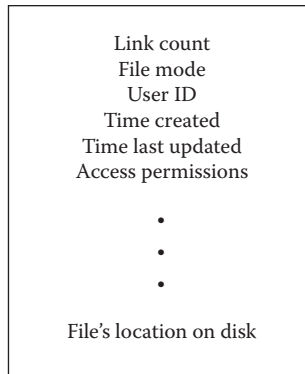 Link count
File mode
User ID
Time created
Time last updated
Access permissions
•
•
•
File's location on disk